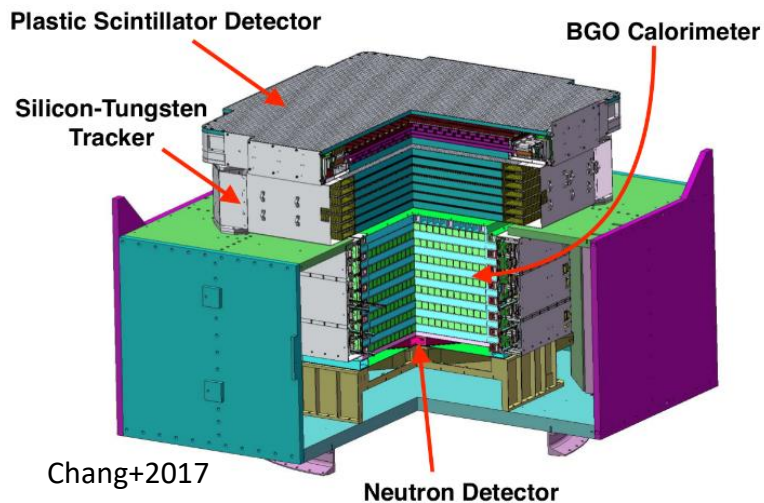 Plastic Scintillator Detector
BGO Calorimeter
Silicon-Tungsten
Tracker
Chang+2017
Neutron Detector